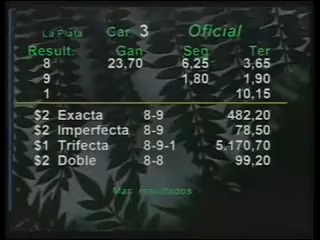 La Plata Car 3 Oficial
Result. Gan Seg Ter
8 23,70 6,25 3,65
9 1,80 1,90
1 10,15
$2 Exacta 8-9 482,20
$2 Imperfecta 8-9 78,50
$1 Trifecta 8-9-1 5.170,70
$2 Doble 8-8 99,20
Mas resultados